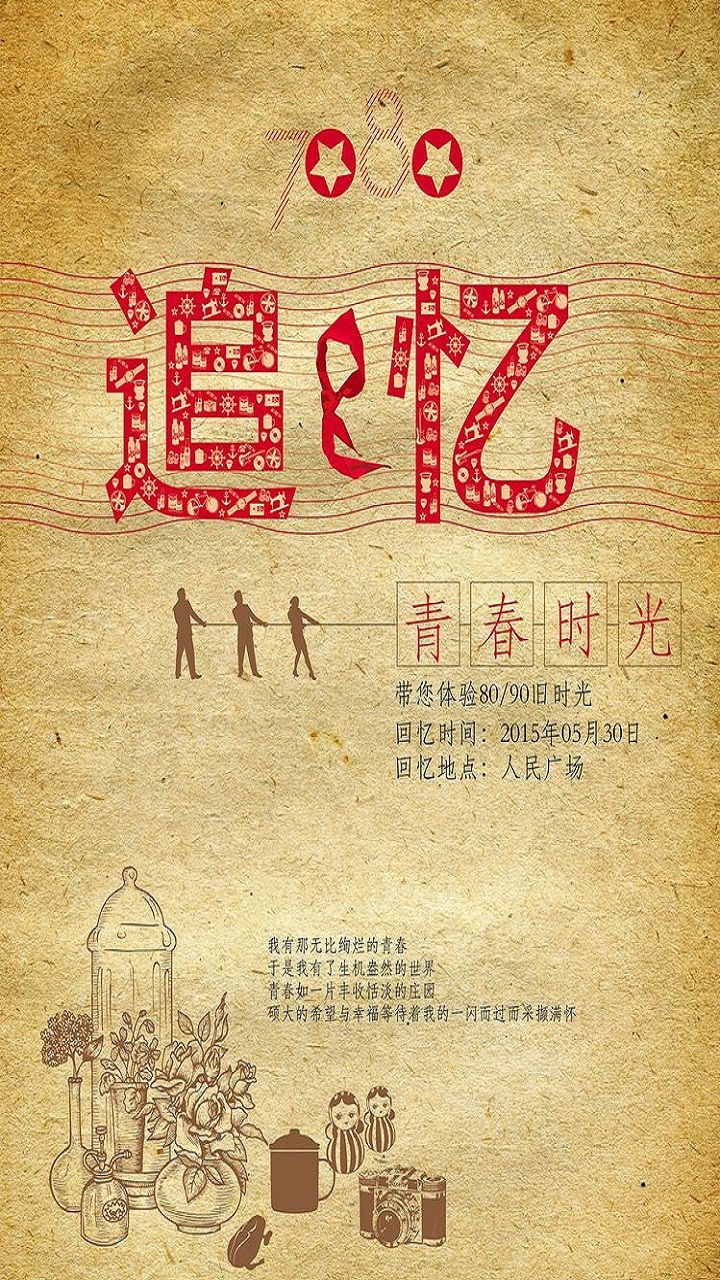 7080
追忆
青春时光
带您体验80/90旧时光
回忆时间：2015年05月30日
回忆地点：人民广场
我有那无比绚烂的青春
于是我有了生机盎然的世界
青春如一片丰收恬淡的庄园
硕大的希望与幸福等待着我的一闪而过而采撷满怀